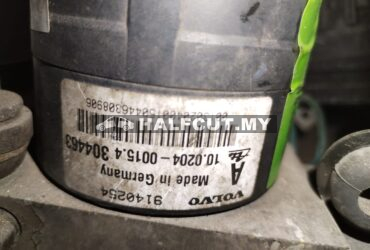 HALFCUT.MY
VOLVO 9140254
Made in Germany
A
10.0204-0015.4 304463